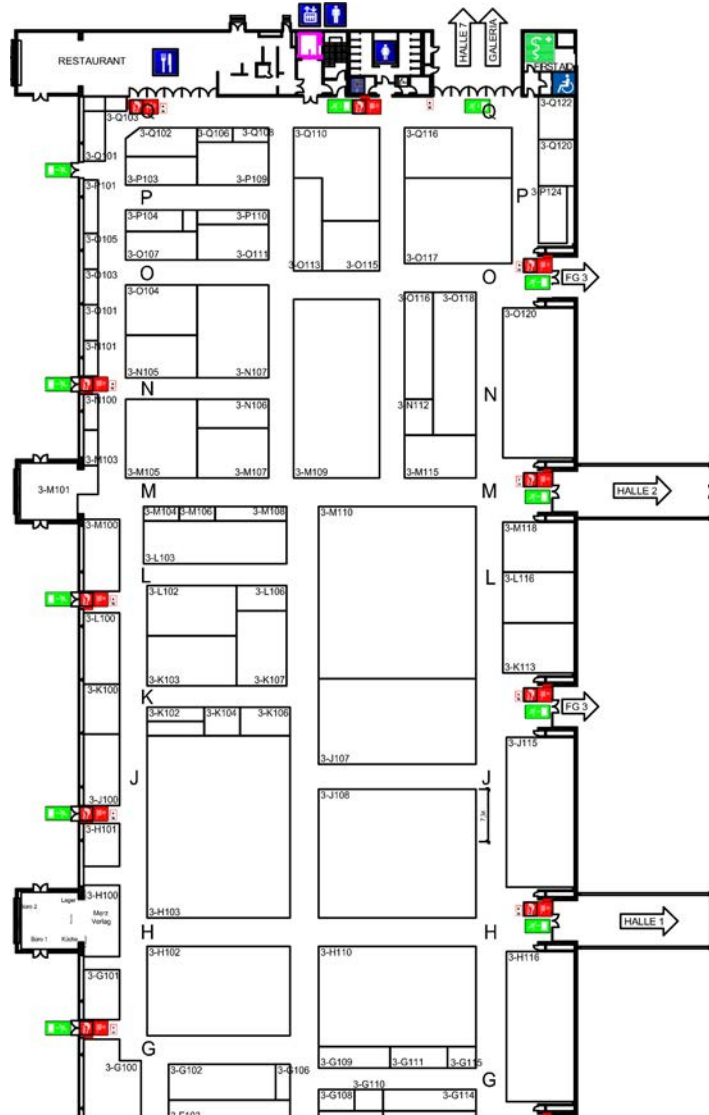 HALLE 7
GALERIA
RESTAURANT
FIRST AID
3-Q103
Q
Q
3-Q122
3-Q102
3-Q106
3-Q108
3-Q110
3-Q116
3-Q101
3-Q120
3-P101
3-P103
3-P109
P
P
3-P124
3-P104
3-P110
3-O105
3-O107
3-O111
3-O113
3-O115
3-O117
3-O103
O
O
FG 3
3-O104
3-O116
3-O118
3-O101
3-O120
3-N101
3-N105
3-N107
N
N
3-N100
3-N106
3-N112
3-M103
3-M105
3-M107
3-M109
3-M115
3-M101
M
M
HALLE 2
3-M104
3-M106
3-M108
3-M110
3-M100
3-M118
3-L103
L
L
3-L116
3-L102
3-L106
3-L100
3-K113
3-K103
3-K107
3-K100
K
FG 3
3-K102
3-K104
3-K106
3-J115
3-J107
J
J
3-J100
3-J108
7.34
3-H101
3-H100
Lager
Büro 2
Merz
Verlag
3-H103
HALLE 1
Büro 1
Küche
H
H
3-H102
3-H110
3-H116
3-G101
G
3-G109
3-G111
3-G115
3-G100
3-G102
3-G106
G
3-G110
3-G108
3-G114